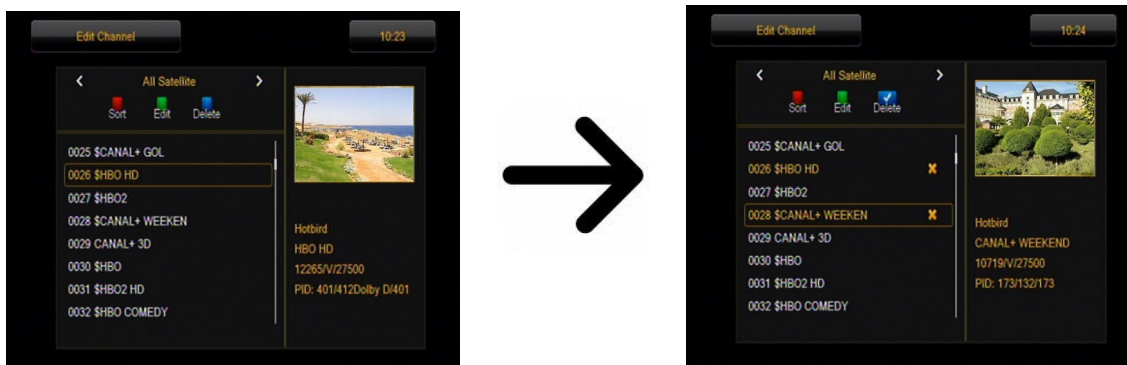 Edit Channel 10:23
All Satellite
Sort Edit Delete
0025 $CANAL+ GOL
0026 $HBO HD
0027 $HBO2
0028 $CANAL+ WEEKEN
0029 CANAL+ 3D
0030 $HBO
0031 $HBO2 HD
0032 $HBO COMEDY
Hotbird
HBO HD
12265/V/27500
PID: 401/412Dolby D/401
Edit Channel 10:24
All Satellite
Sort Edit Delete
0025 $CANAL+ GOL
0026 $HBO HD
0027 $HBO2
0028 $CANAL+ WEEKEN
0029 CANAL+ 3D
0030 $HBO
0031 $HBO2 HD
0032 $HBO COMEDY
Hotbird
CANAL+ WEEKEND
10719/V/27500
PID: 173/132/173